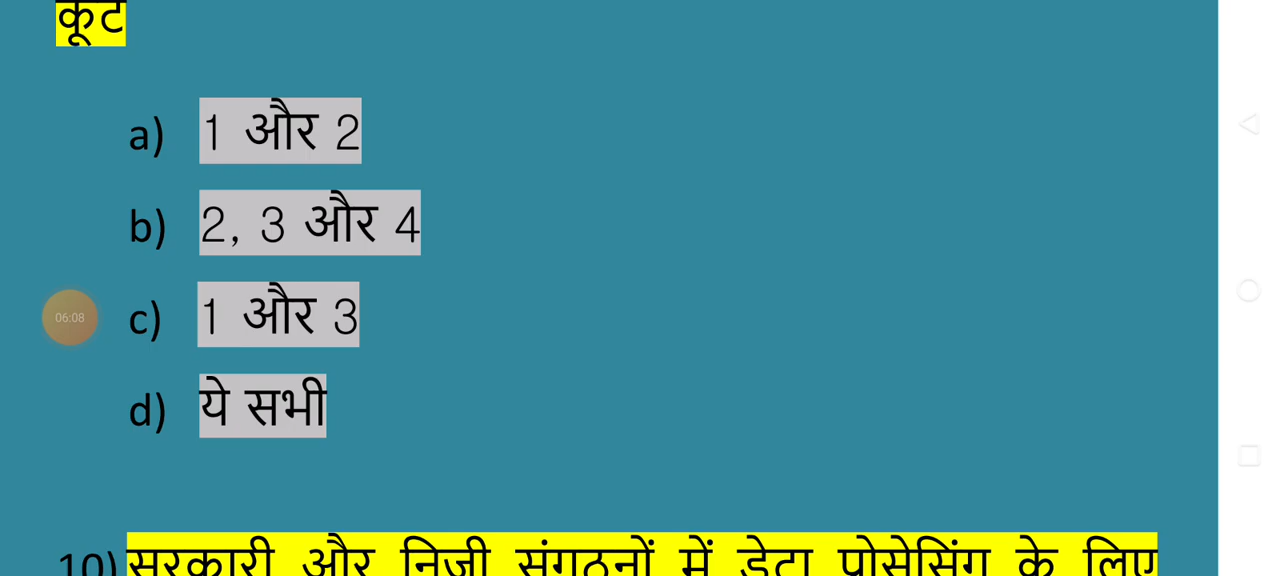 कूट
a) 1 और 2
b) 2, 3 और 4
06:08
c) 1 और 3
d) ये सभी
10) सरकारी और निजी संगठनों में डेटा प्रोसेसिंग के लिए